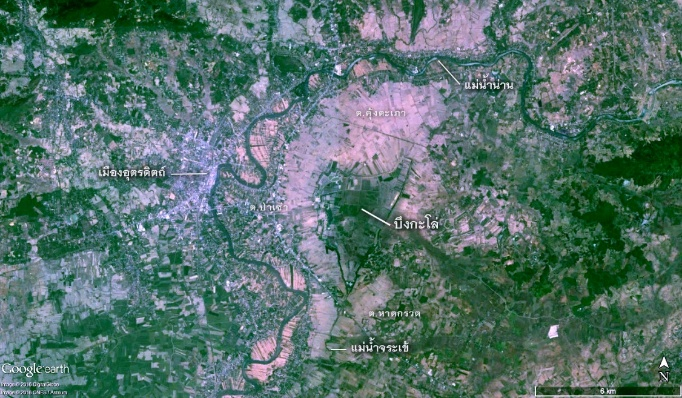 แม่น้ำน่าน
ต.คุ้งตะเภา
เมืองอุตรดิตถ์
ต.ป่าเซ่า
บึงกะโล่
ต.หาดกรวด
แม่น้ำจระเข้
Google earth
N
6 km